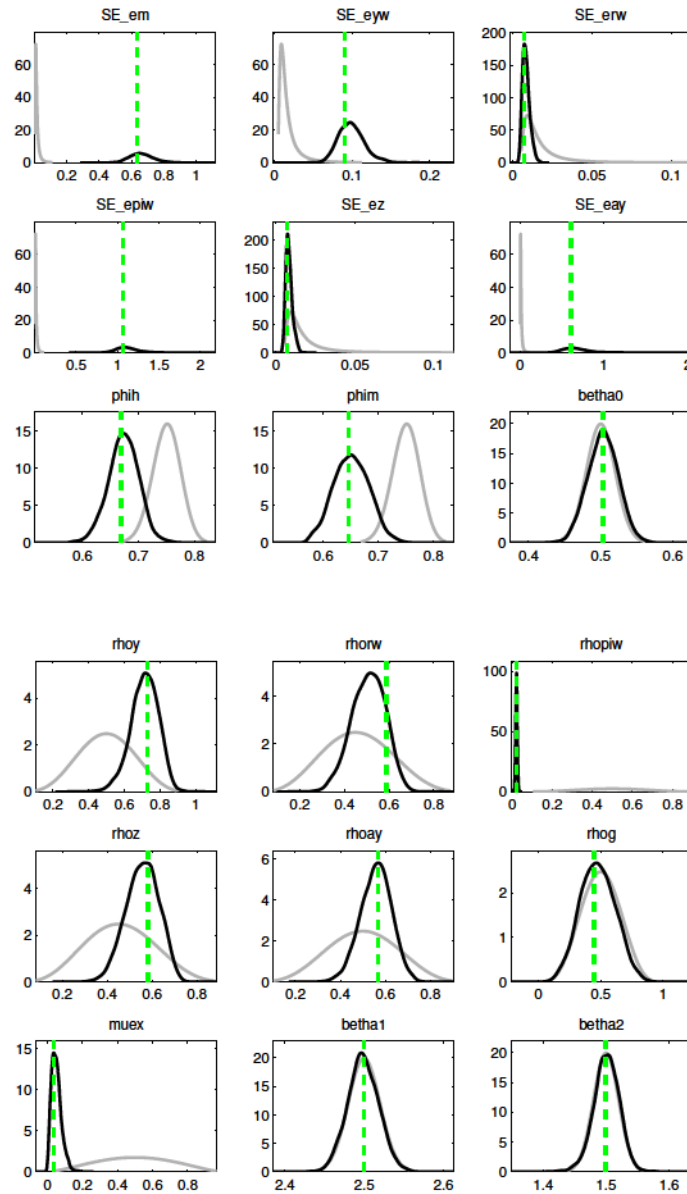 SE_em SE_eyw SE_erw
60 60 200
40 40 150
20 20 100
0 0 50
0
0.2 0.4 0.6 0.8 1 0 0.1 0.2 0 0.05 0.1
SE_epiw SE_ez SE_eay
80
60 200 60
40 150 40
20 100 20
0 50 0
0
0.5 1 1.5 2 0 0.05 0.1 0 1 2
phih phim betha0
15 15 20
10 10 15
5 5 10
0 0 5
0
0.6 0.7 0.8 0.6 0.7 0.8 0.4 0.5 0.6
rhoy rhorw rhopiw
4 4 100
2 2 50
0 0 0
0.2 0.4 0.6 0.8 1 0.2 0.4 0.6 0.8 0 0.2 0.4 0.6 0.8
rhoz rhoay rhog
4 6 2
2 4 1
0 2 0
0
0.2 0.4 0.6 0.8 0.2 0.4 0.6 0.8 0 0.5 1
muex betha1 betha2
15 20 20
10 15 15
5 10 10
0 5 5
0 0
0 0.2 0.4 0.6 0.8 2.4 2.5 2.6 1.4 1.5 1.6